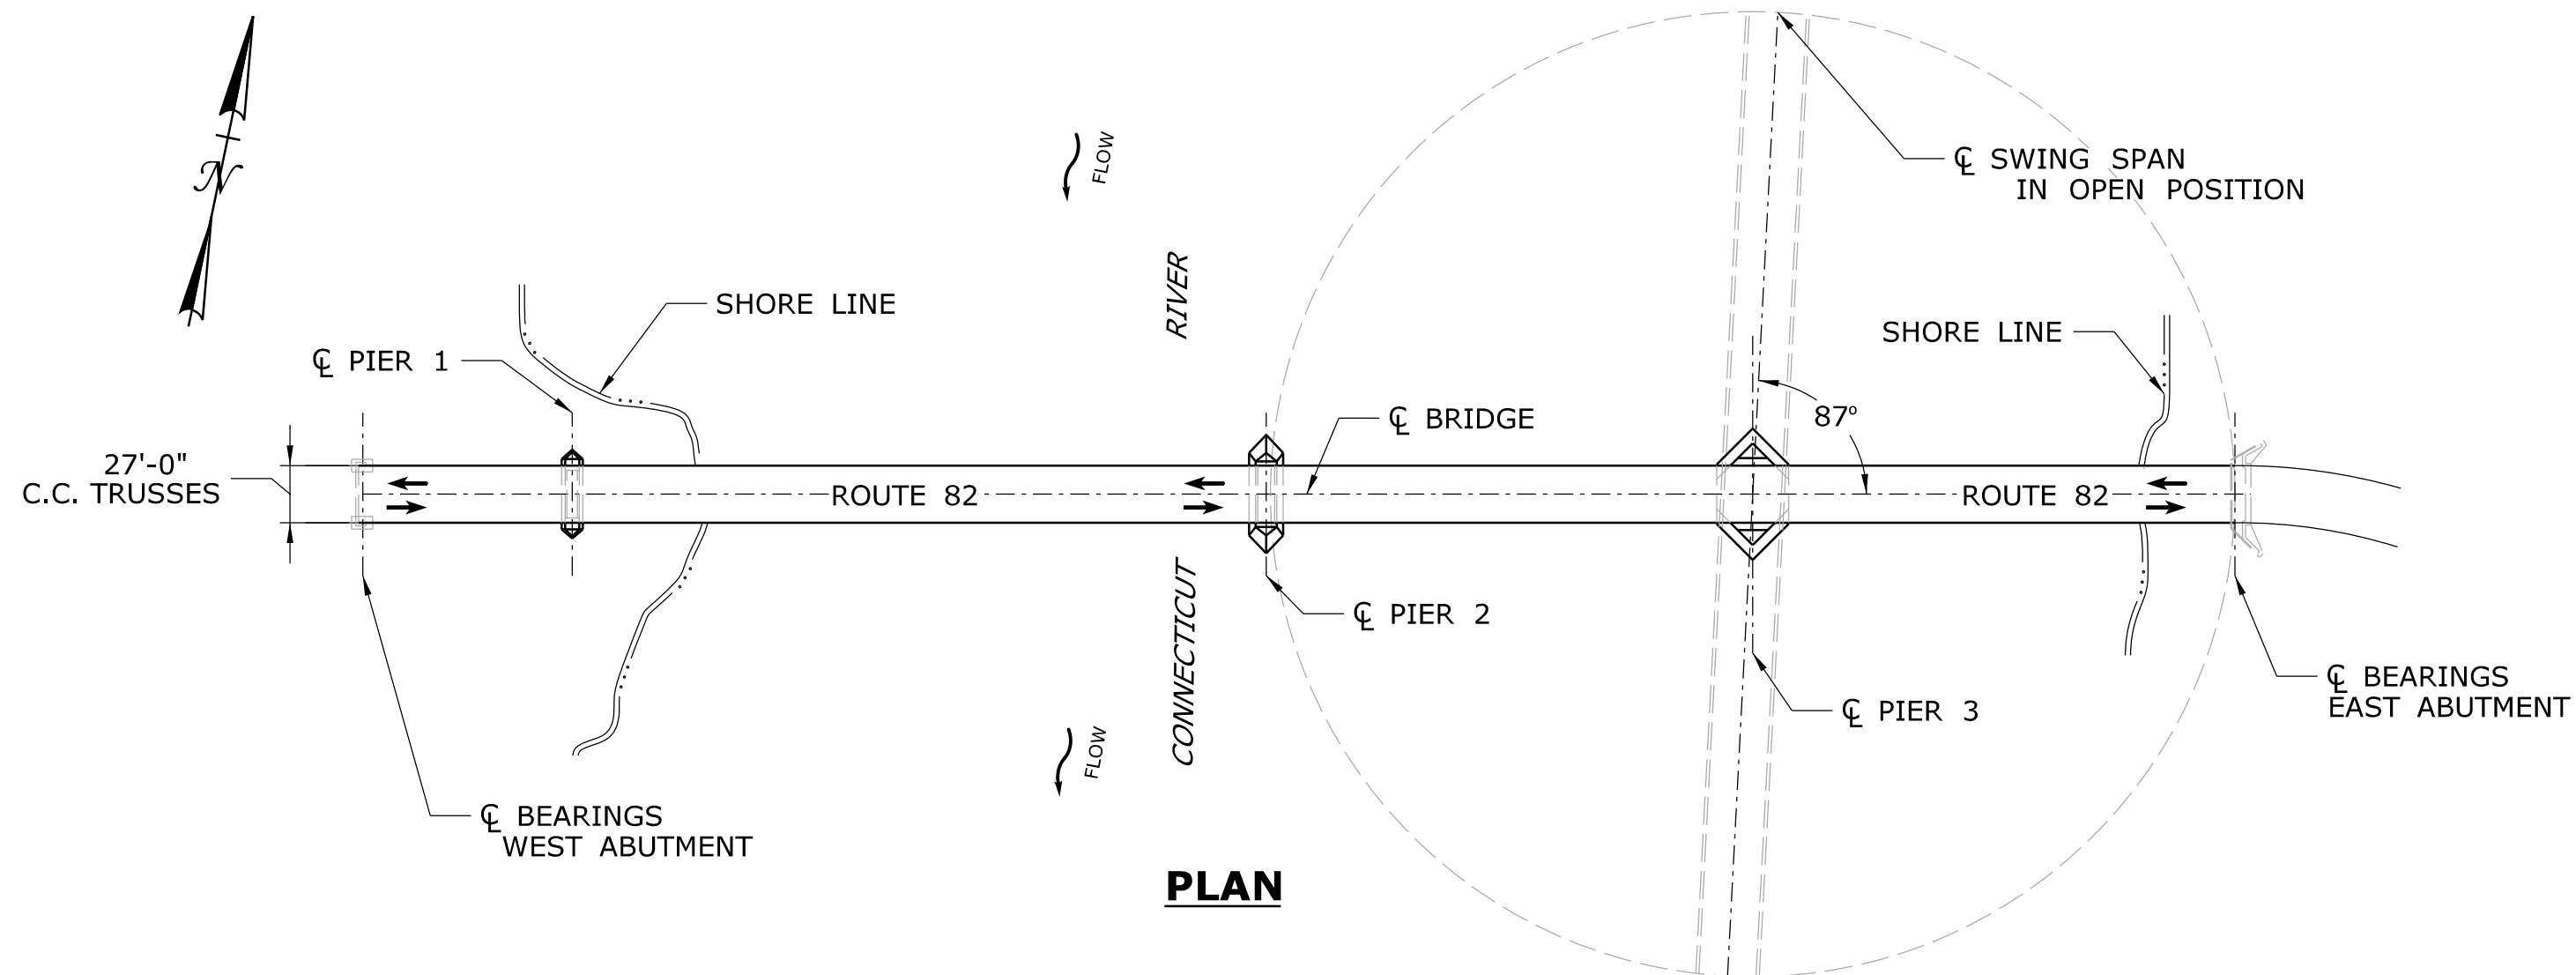 FLOW
℄ SWING SPAN
IN OPEN POSITION
N
RIVER
SHORE LINE
SHORE LINE
℄ PIER 1
87°
℄ BRIDGE
27'-0"
C.C. TRUSSES
ROUTE 82
ROUTE 82
℄ PIER 2
CONNECTICUT
℄ BEARINGS
EAST ABUTMENT
℄ PIER 3
FLOW
℄ BEARINGS
WEST ABUTMENT
PLAN